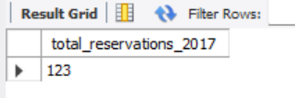 Result Grid Filter Rows:
total_reservations_2017
123